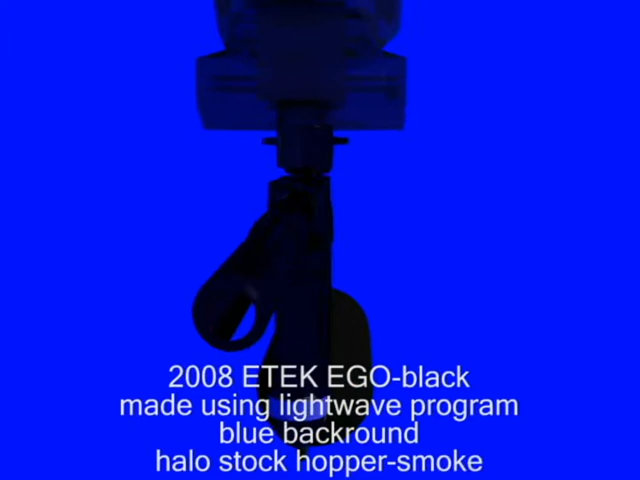 2008 ETEK EGO-black
made using lightwave program
blue backround
halo stock hopper-smoke